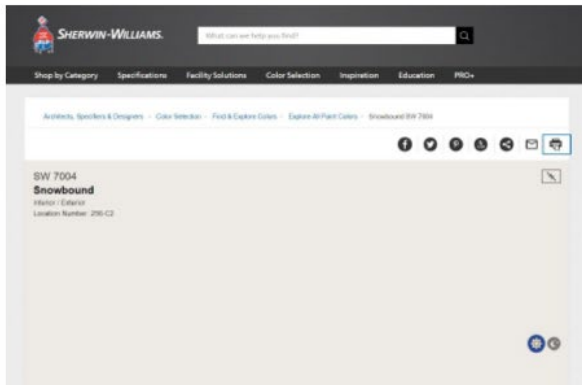 SHERWIN-WILLIAMS.
What can we help you find?
Shop by Category Specifications Facility Solutions Color Selection Inspiration Education PRO+
Architects, Specifiers & Designers > Color Selection > Find & Explore Colors > Explore All Paint Colors > Snowbound SW 7004
SW 7004
Snowbound
Interior / Exterior
Location Number: 256-C2